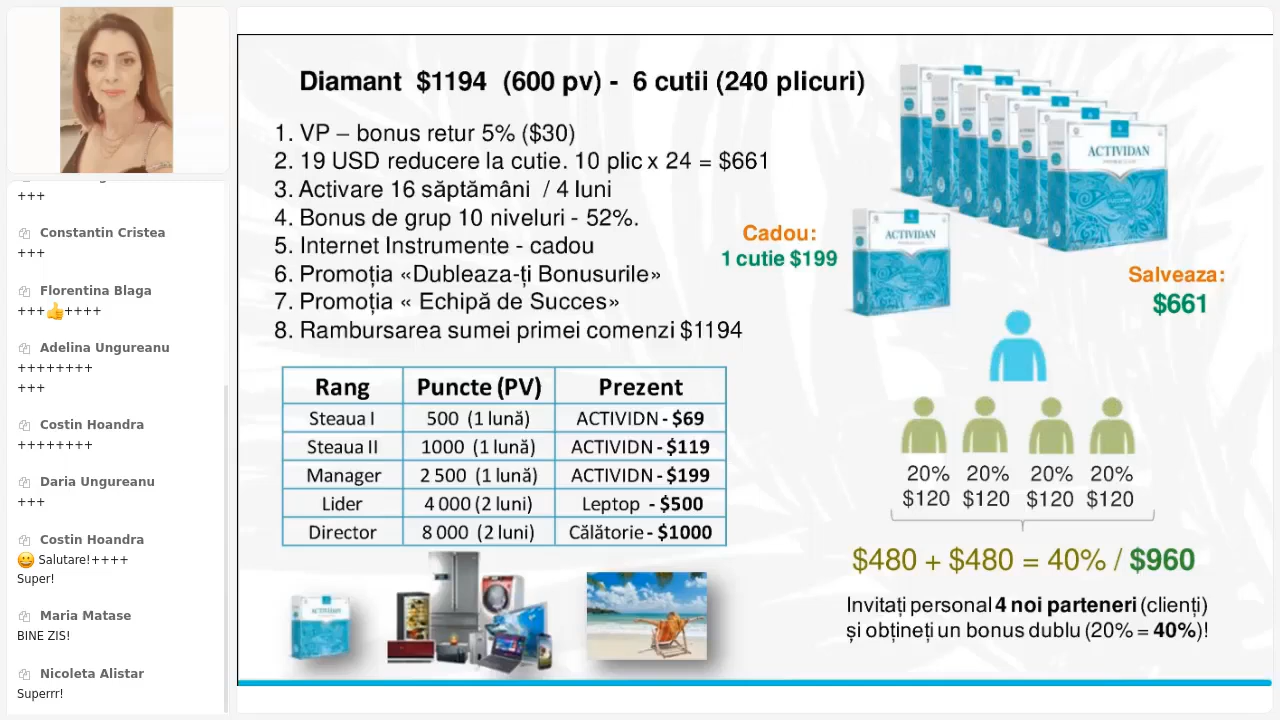 +++
Constantin Cristea
+++
Florentina Blaga
+++👍++++
Adelina Ungureanu
++++++++
+++
Costin Hoandra
++++++++
Daria Ungureanu
+++
Costin Hoandra
😀 Salutare!++++
Super!
Maria Matase
BINE ZIS!
Nicoleta Alistar
Superrr!
Diamant $1194 (600 pv) - 6 cutii (240 plicuri)
1. VP – bonus retur 5% ($30)
2. 19 USD reducere la cutie. 10 plic x 24 = $661
3. Activare 16 săptămâni / 4 luni
4. Bonus de grup 10 niveluri - 52%.
5. Internet Instrumente - cadou
6. Promoția «Dubleaza-ți Bonusurile»
7. Promoția « Echipă de Succes»
8. Rambursarea sumei primei comenzi $1194
Cadou:
1 cutie $199
ACTIVIDAN
ACTIVIDAN
Salveaza:
$661
Rang Puncte (PV) Prezent
Steaua I 500 (1 lună) ACTIVIDN - $69
Steaua II 1000 (1 lună) ACTIVIDN - $119
Manager 2 500 (1 lună) ACTIVIDN - $199
Lider 4 000 (2 luni) Leptop - $500
Director 8 000 (2 luni) Călătorie - $1000
ACTIVIDAN
20% 20% 20% 20%
$120 $120 $120 $120
$480 + $480 = 40% / $960
Invitați personal 4 noi parteneri (clienți)
și obțineți un bonus dublu (20% = 40%)!